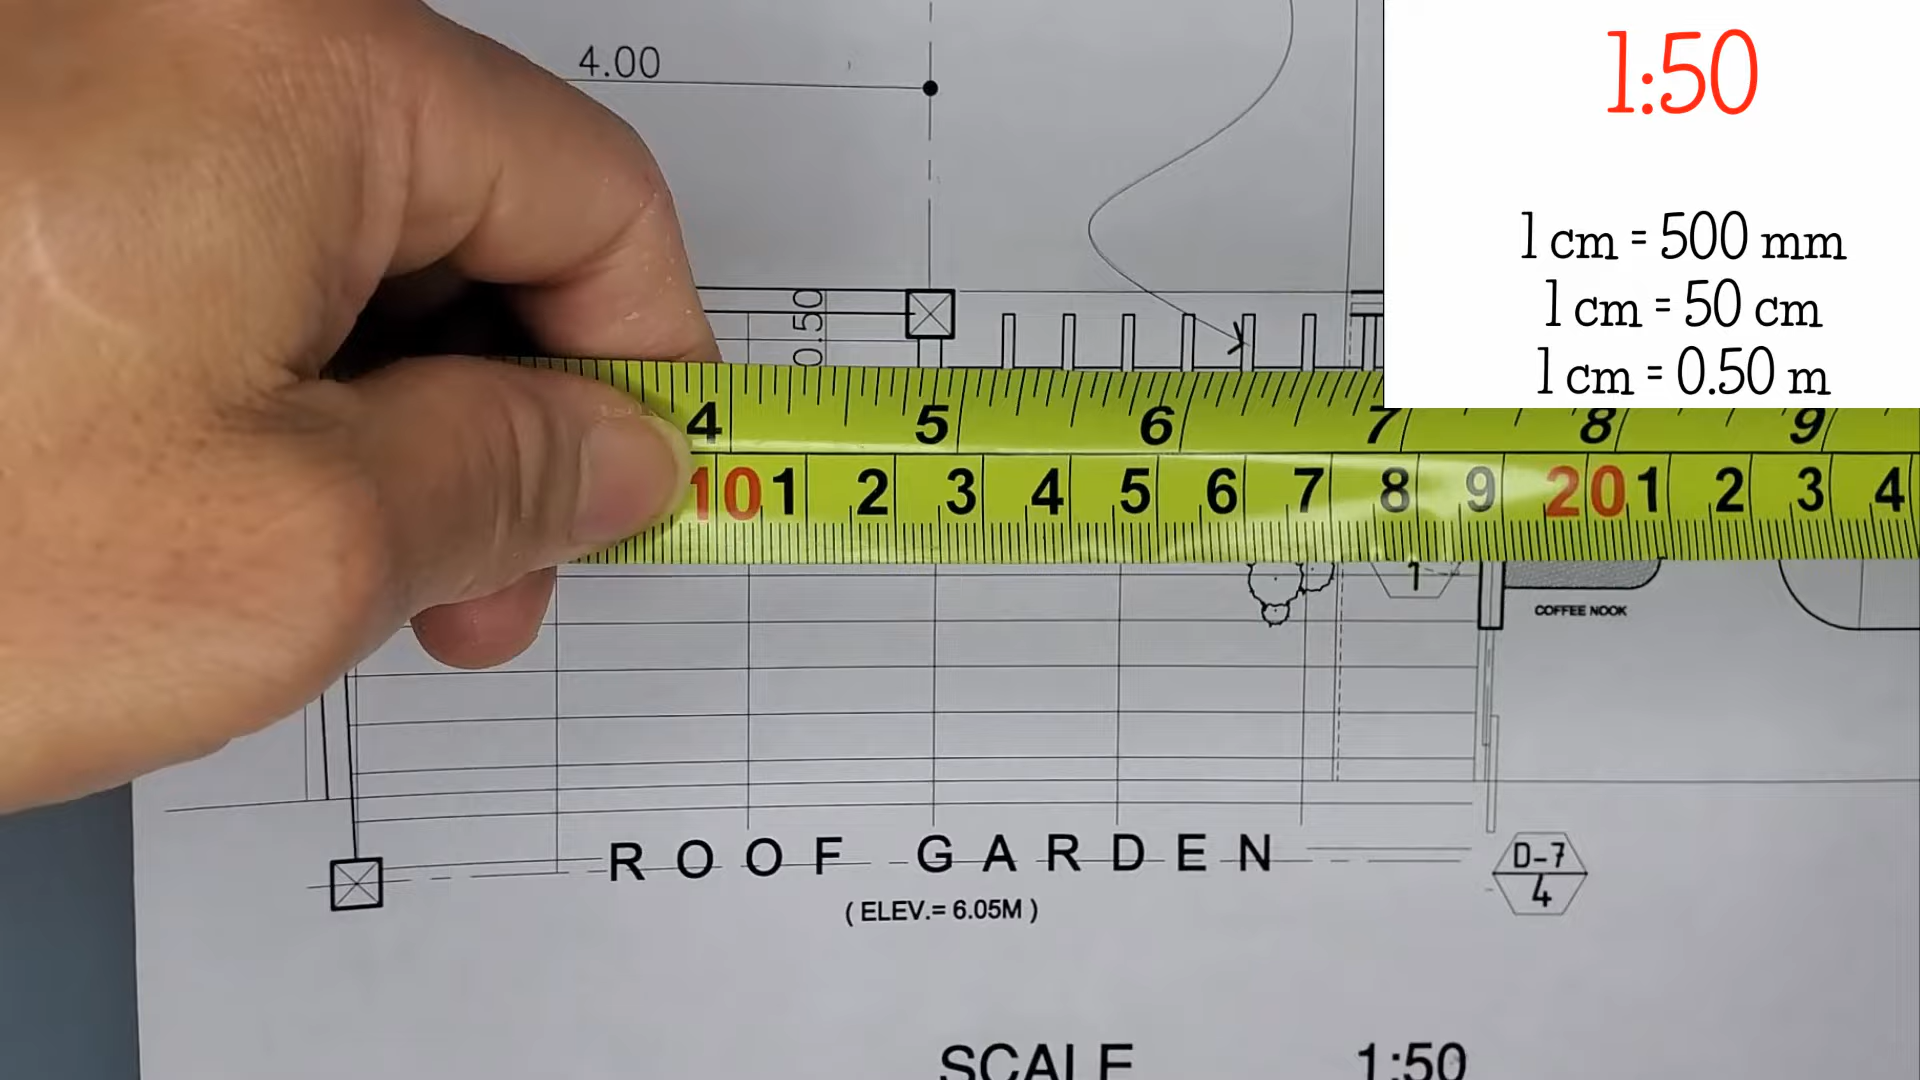 4.00
1:50
1 cm = 500 mm
1 cm = 50 cm
1 cm = 0.50 m
0.50
4 5 6 7 8 9
10 1 2 3 4 5 6 7 8 9 20 1 2 3 4
1
COFFEE NOOK
ROOF GARDEN
( ELEV.= 6.05M )
D-7
4
SCALE 1:50